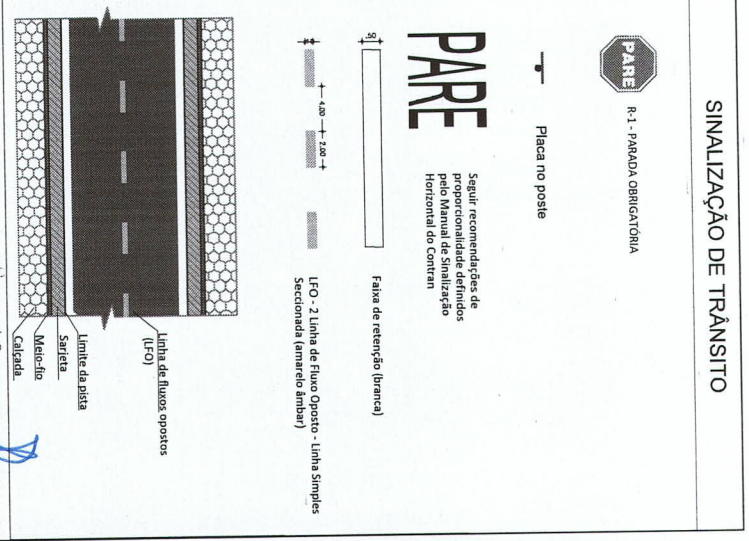 SINALIZAÇÃO DE TRÂNSITO
PARE
R-1 - PARADA OBRIGATÓRIA
Placa no poste
PARE
Seguir recomendações de
proporcionalidade definidos
pelo Manual de Sinalização
Horizontal do Contran
.50
Faixa de retenção (branca)
4,00
2,00
LFO - 2 Linha de Fluxo Oposto - Linha Simples
Seccionada (amarelo âmbar)
Linha de fluxos opostos
(LFO)
Limite da pista
Sarjeta
Meio-fio
Calçada